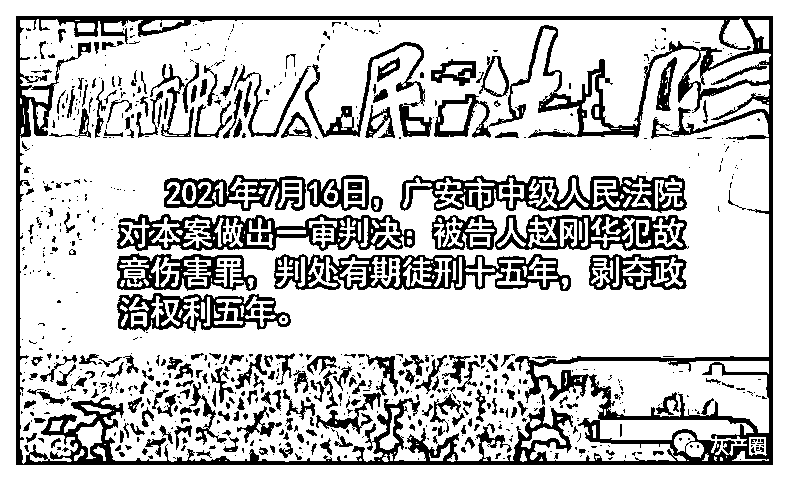 广安市中级人民法院
2021年7月16日，广安市中级人民法院
对本案做出一审判决：被告人赵刚华犯故
意伤害罪，判处有期徒刑十五年，剥夺政
治权利五年。
灰产圈